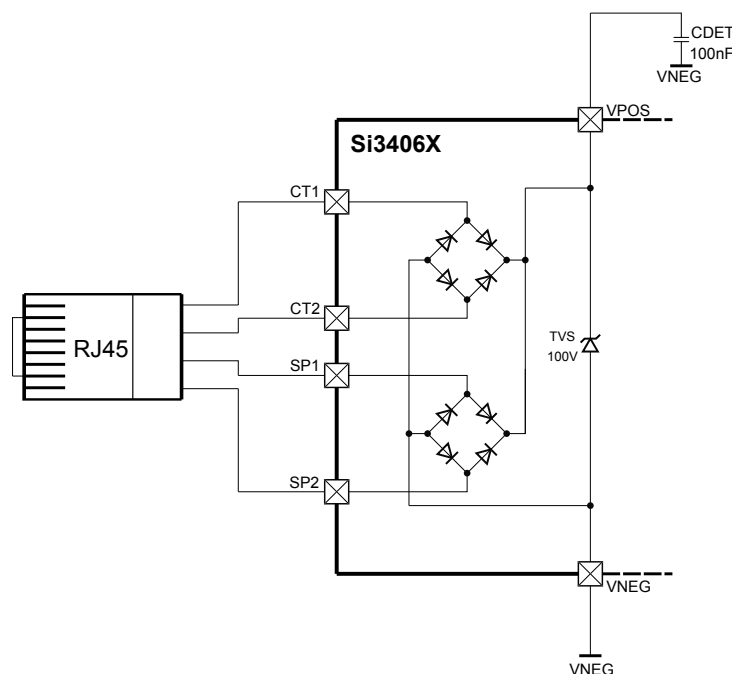 CDET
100nF
VNEG
VPOS
Si3406X
CT1
CT2
RJ45
SP1
TVS
100V
SP2
VNEG
VNEG